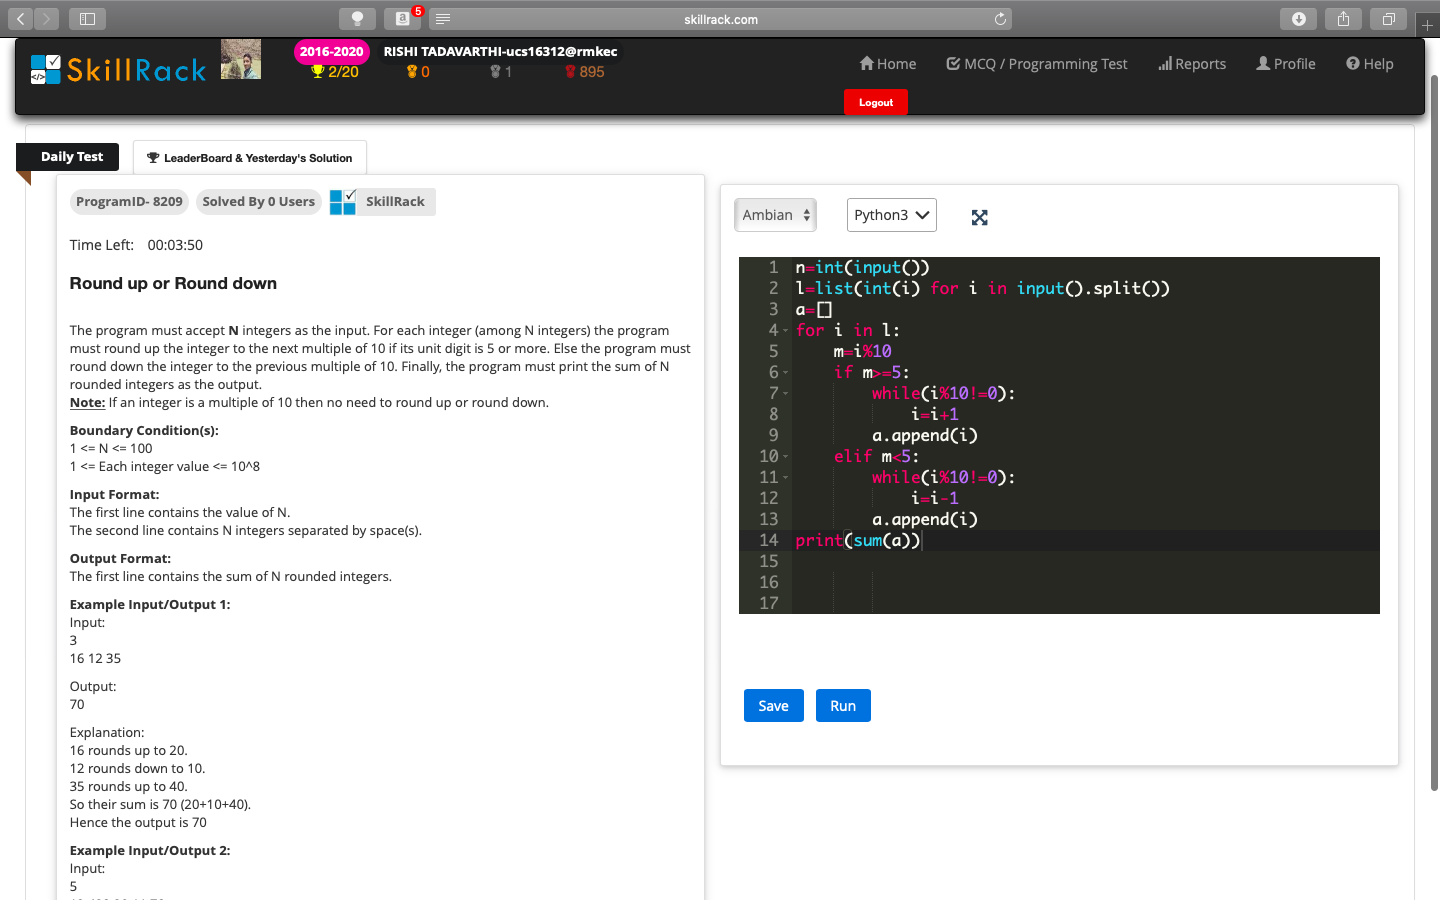 5
skillrack.com
SkillRack
2016-2020 RISHI TADAVARTHI-ucs16312@rmkec
2/20 0 1 895
Home MCQ / Programming Test Reports Profile Help
Logout
Daily Test LeaderBoard & Yesterday's Solution
ProgramID- 8209 Solved By 0 Users SkillRack
Time Left: 00:03:50
Round up or Round down
The program must accept N integers as the input. For each integer (among N integers) the program
must round up the integer to the next multiple of 10 if its unit digit is 5 or more. Else the program must
round down the integer to the previous multiple of 10. Finally, the program must print the sum of N
rounded integers as the output.
Note: If an integer is a multiple of 10 then no need to round up or round down.
Boundary Condition(s):
1 <= N <= 100
1 <= Each integer value <= 10^8
Input Format:
The first line contains the value of N.
The second line contains N integers separated by space(s).
Output Format:
The first line contains the sum of N rounded integers.
Example Input/Output 1:
Input:
3
16 12 35
Output:
70
Explanation:
16 rounds up to 20.
12 rounds down to 10.
35 rounds up to 40.
So their sum is 70 (20+10+40).
Hence the output is 70
Example Input/Output 2:
Input:
5
Ambian Python3
1 n=int(input())
2 l=list(int(i) for i in input().split())
3 a=[]
4 for i in l:
5 m=i%10
6 if m>=5:
7 while(i%10!=0):
8 i=i+1
9 a.append(i)
10 elif m<5:
11 while(i%10!=0):
12 i=i-1
13 a.append(i)
14 print(sum(a))
15
16
17
Save Run